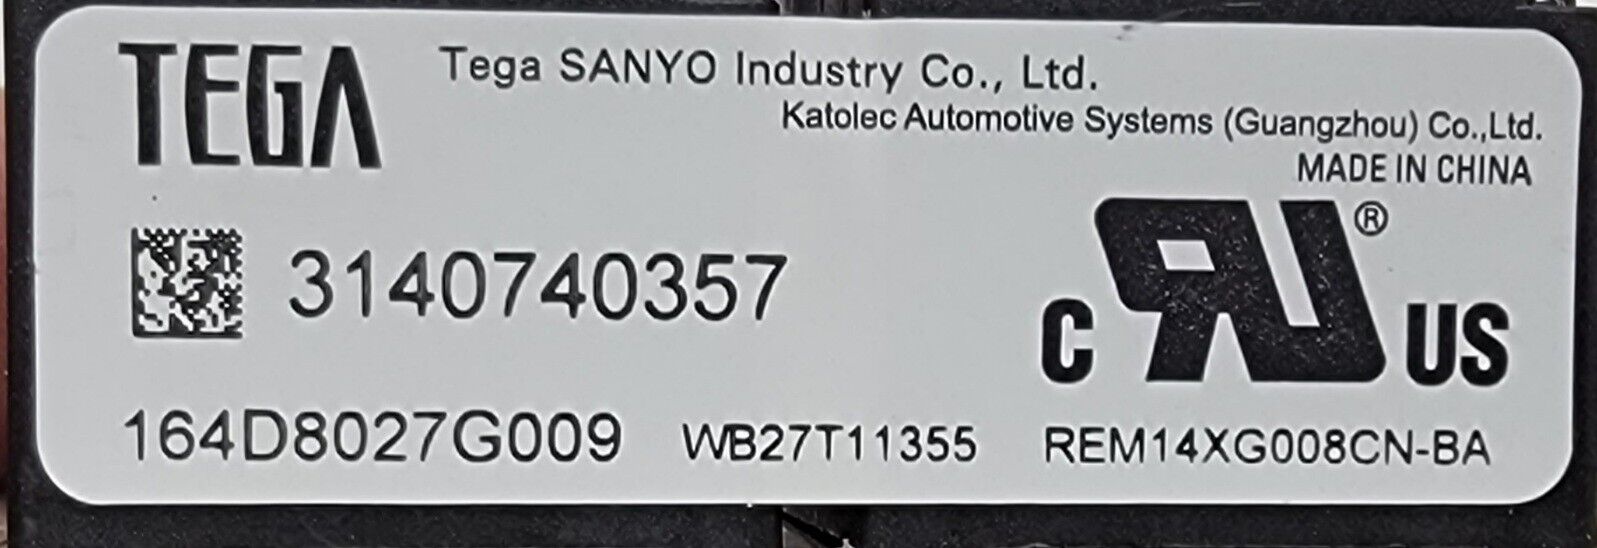 TEGA
Tega SANYO Industry Co., Ltd.
Katolec Automotive Systems (Guangzhou) Co.,Ltd.
MADE IN CHINA
3140740357
C RU® US
164D8027G009 WB27T11355 REM14XG008CN-BA